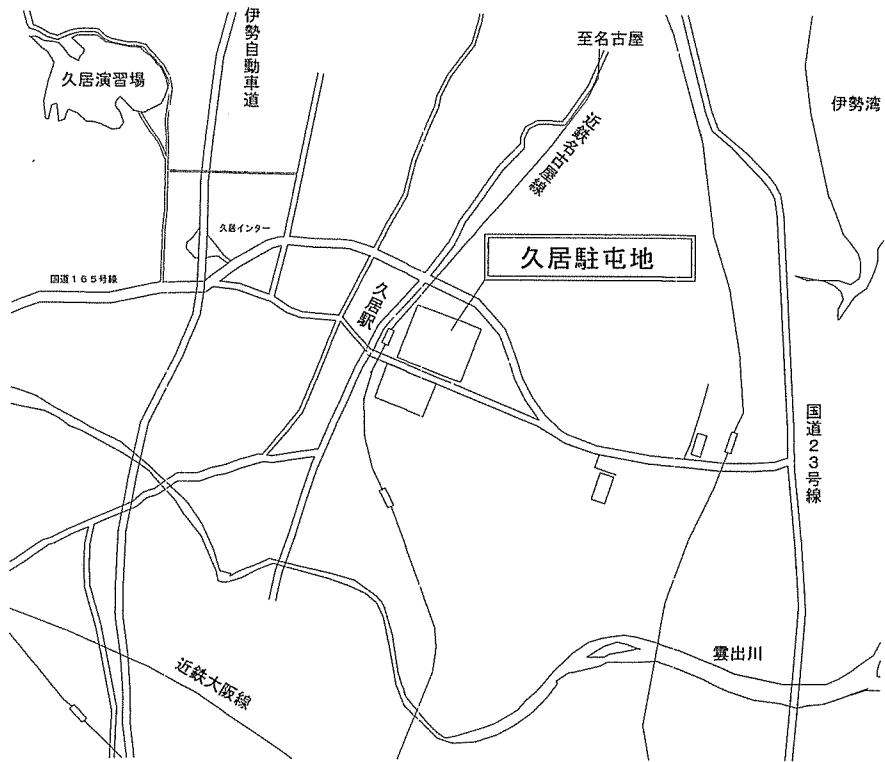 伊勢自動車道
至名古屋
久居演習場
伊勢湾
近鉄名古屋線
久居インター
久居駐屯地
国道165号線
久居駅
国道23号線
雲出川
近鉄大阪線